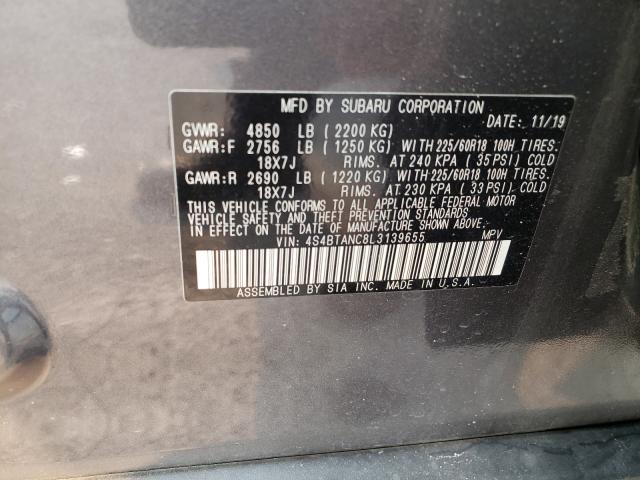 MFD BY SUBARU CORPORATION
DATE: 11/19
GVWR: 4850 LB ( 2200 KG)
GAWR:F 2756 LB ( 1250 KG) WITH 225/60R18 100H TIRES.
18X7J RIMS. AT 240 KPA ( 35 PSI) COLD
GAWR:R 2690 LB ( 1220 KG) WITH 225/60R18 100H TIRES.
18X7J RIMS. AT 230 KPA ( 33 PSI) COLD
THIS VEHICLE CONFORMS TO ALL APPLICABLE FEDERAL MOTOR
VEHICLE SAFETY AND THEFT PREVENTION STANDARDS
IN EFFECT ON THE DATE OF MANUFACTURE SHOWN ABOVE.
VIN: 4S4BTANC8L3139655 MPV
ASSEMBLED BY SIA INC. MADE IN U.S.A.